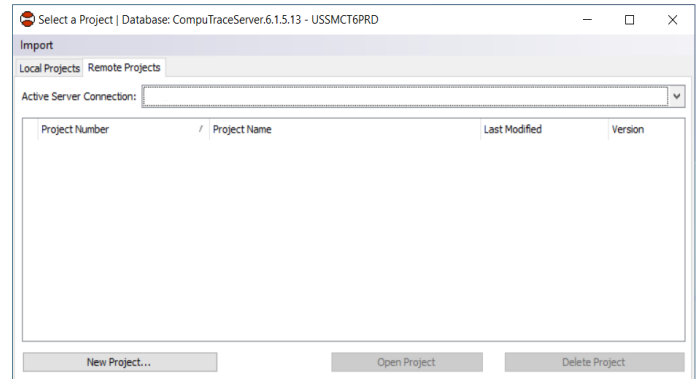 Select a Project | Database: CompuTraceServer.6.1.5.13 - USSMCT6PRD
Import
Local Projects Remote Projects
Active Server Connection:
Project Number / Project Name Last Modified Version
New Project... Open Project Delete Project